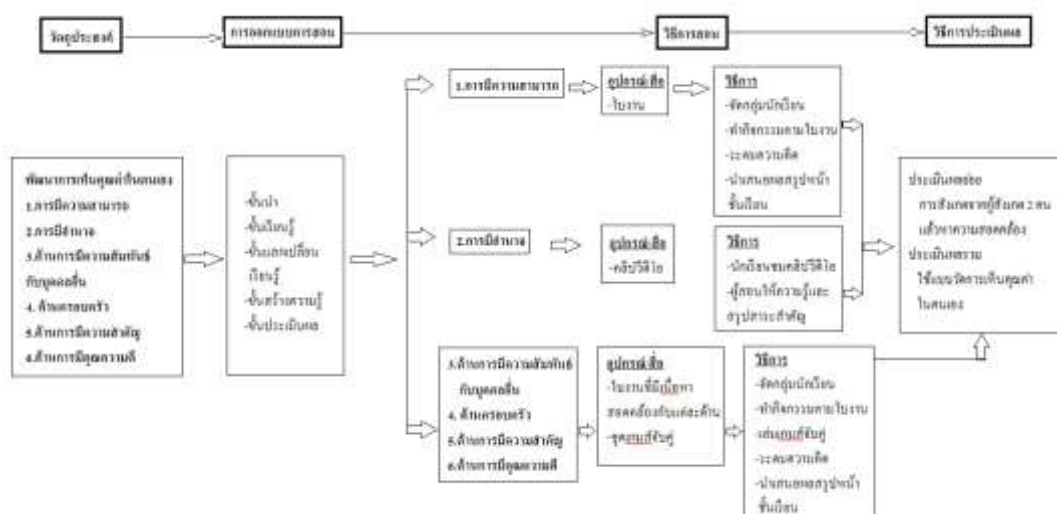 วัตถุประสงค์
การออกแบบการสอน
วิธีการสอน
วิธีการประเมินผล
พัฒนาการเห็นคุณค่าในตนเอง
1.การมีความสามารถ
2.การมีอำนาจ
3.ด้านการมีความสัมพันธ์
กับบุคคลอื่น
4. ด้านครอบครัว
5.ด้านการมีความสำคัญ
6.ด้านการมีคุณความดี
-ขั้นนำ
-ขั้นเรียนรู้
-ขั้นแลกเปลี่ยน
เรียนรู้
-ขั้นสร้างความรู้
-ขั้นประเมินผล
1.การมีความสามารถ
อุปกรณ์/สื่อ
-ใบงาน
วิธีการ
-จัดกลุ่มนักเรียน
-ทำกิจกรรมตามใบงาน
-ระดมความคิด
-นำเสนอผลสรุปหน้า
ชั้นเรียน
2.การมีอำนาจ
อุปกรณ์/สื่อ
-คลิปวีดีโอ
วิธีการ
-นักเรียนชมคลิปวีดีโอ
-ผู้สอนให้ความรู้และ
สรุปสาระสำคัญ
3.ด้านการมีความสัมพันธ์
กับบุคคลอื่น
4. ด้านครอบครัว
5.ด้านการมีความสำคัญ
6.ด้านการมีคุณความดี
อุปกรณ์/สื่อ
-ใบงานที่มีเนื้อหา
สอดคล้องกับแต่ละด้าน
-ชุดเกมส์จับคู่
วิธีการ
-จัดกลุ่มนักเรียน
-ทำกิจกรรมตามใบงาน
-เล่นเกมส์จับคู่
-ระดมความคิด
-นำเสนอผลสรุปหน้า
ชั้นเรียน
ประเมินผลย่อย
การสังเกตจากผู้สังเกต 2 คน
แล้วหาความสอดคล้อง
ประเมินผลรวม
ใช้แบบวัดการเห็นคุณค่า
ในตนเอง